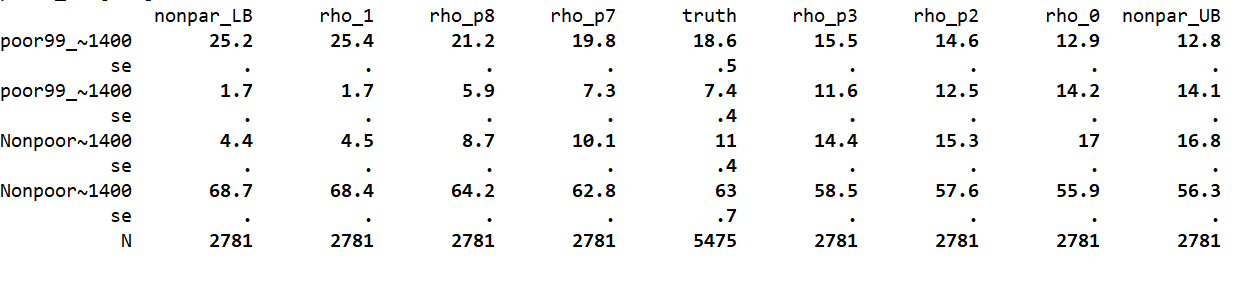 nonpar_LB rho_1 rho_p8 rho_p7 truth rho_p3 rho_p2 rho_0 nonpar_UB
poor99_~1400 25.2 25.4 21.2 19.8 18.6 15.5 14.6 12.9 12.8
se . . . . .5 . . . .
poor99_~1400 1.7 1.7 5.9 7.3 7.4 11.6 12.5 14.2 14.1
se . . . . .4 . . . .
Nonpoor~1400 4.4 4.5 8.7 10.1 11 14.4 15.3 17 16.8
se . . . . .4 . . . .
Nonpoor~1400 68.7 68.4 64.2 62.8 63 58.5 57.6 55.9 56.3
se . . . . .7 . . . .
N 2781 2781 2781 2781 5475 2781 2781 2781 2781